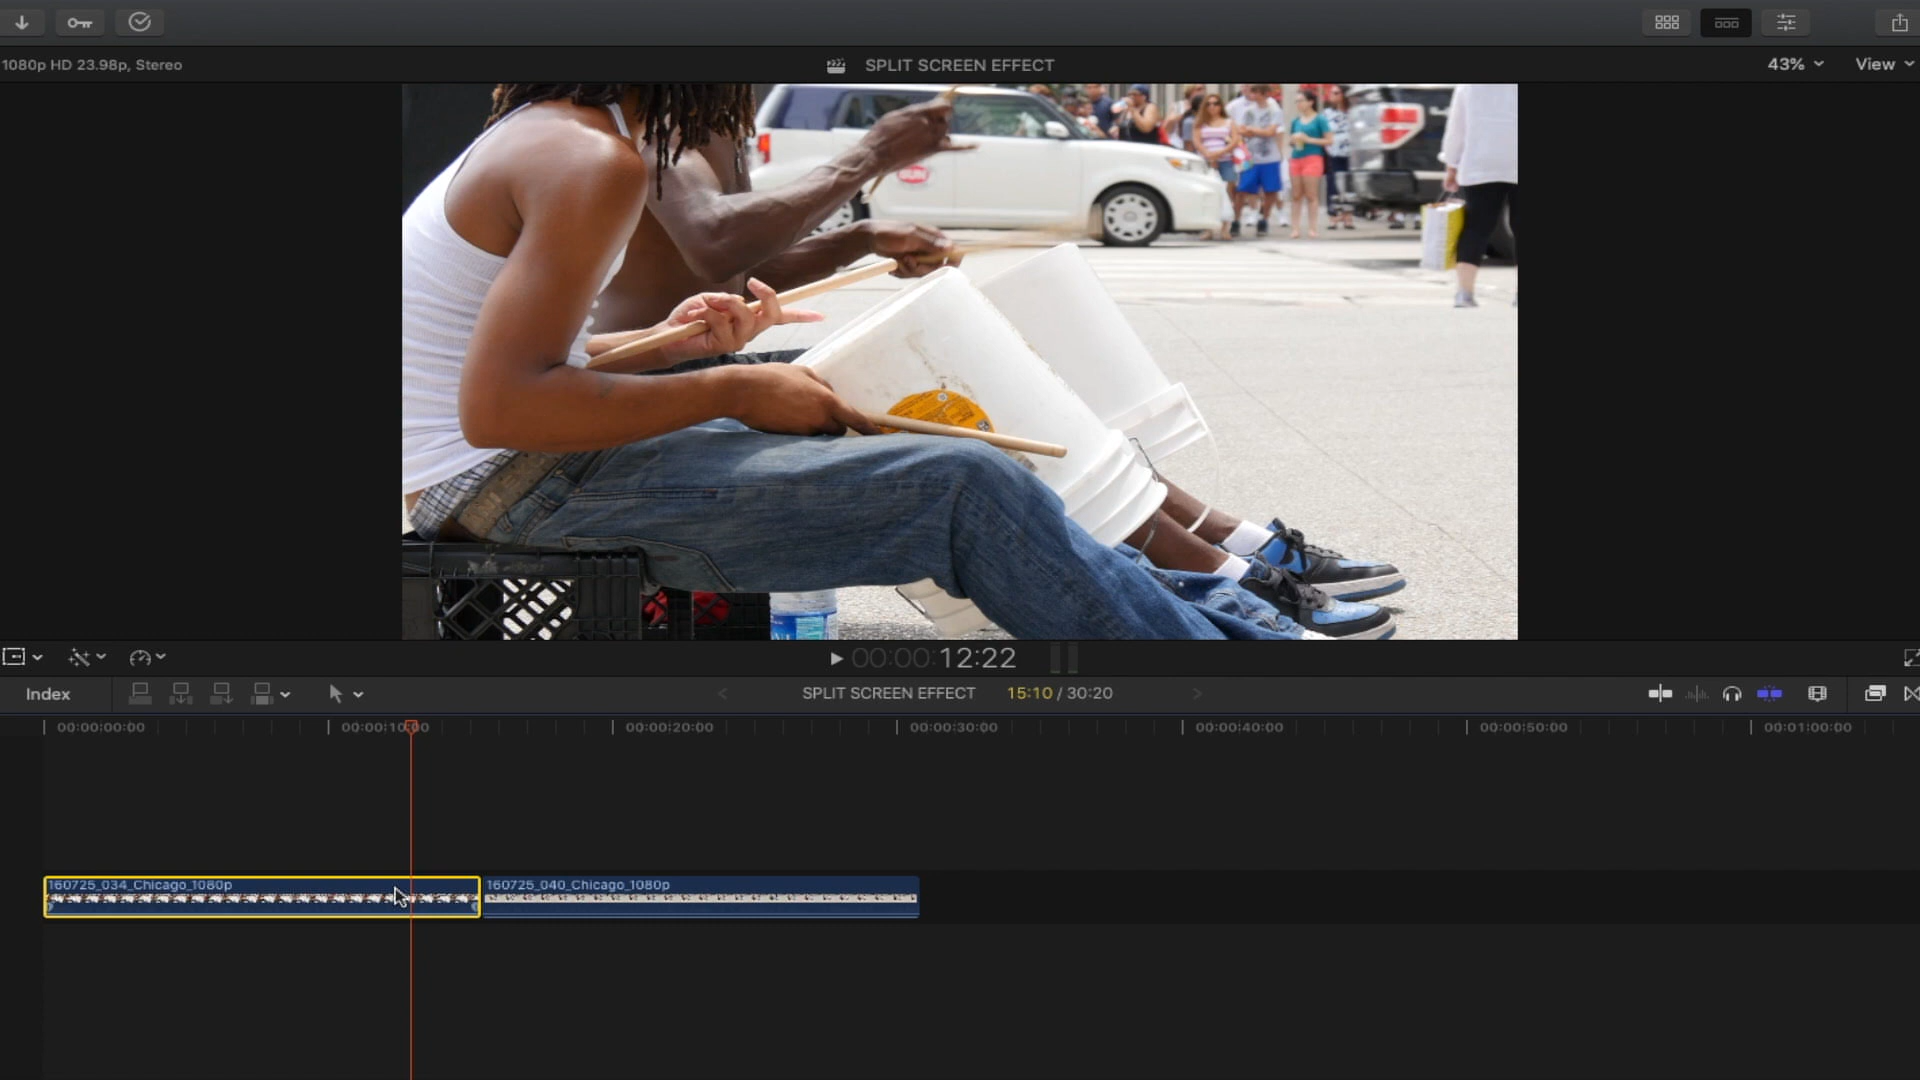 1080p HD 23.98p, Stereo
SPLIT SCREEN EFFECT
43%
View
00:00:12:22
Index
SPLIT SCREEN EFFECT
15:10 / 30:20
00:00:00:00
00:00:10:00
00:00:20:00
00:00:30:00
00:00:40:00
00:00:50:00
00:01:00:00
160725_034_Chicago_1080p
160725_040_Chicago_1080p